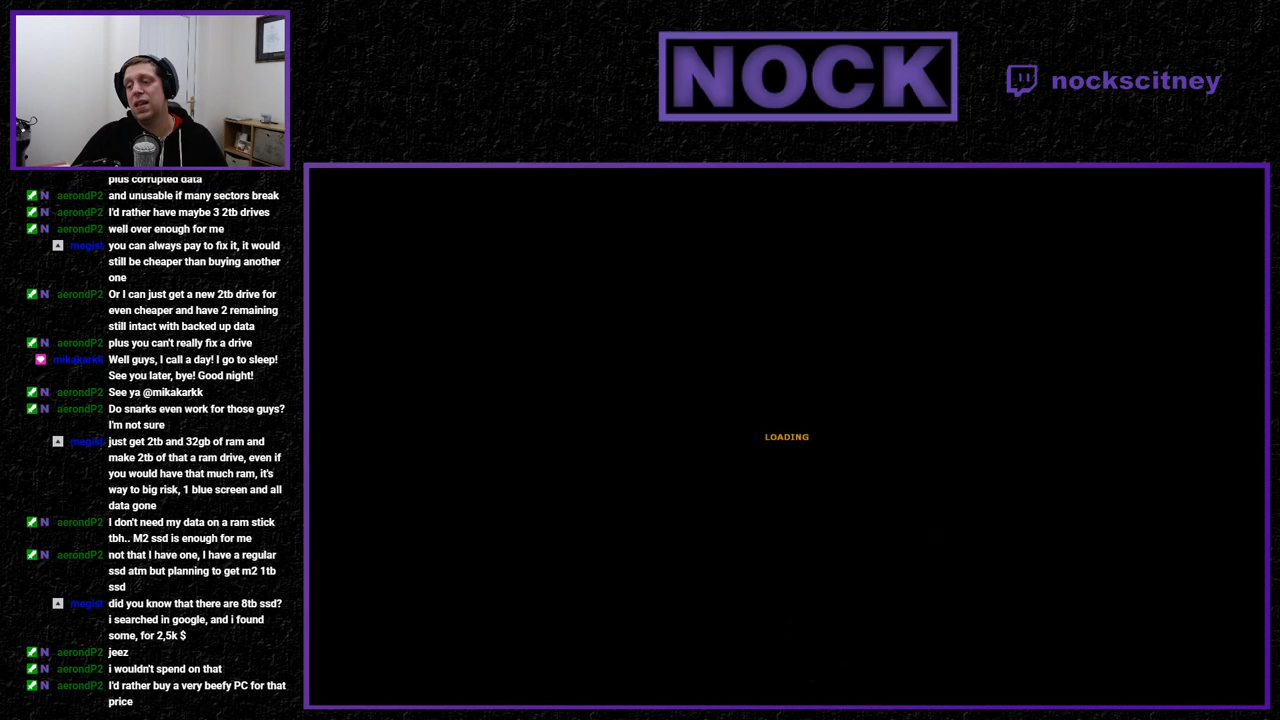 NOCK
nockscitney
plus corrupted data
aerondP2 and unusable if many sectors break
aerondP2 I'd rather have maybe 3 2tb drives
aerondP2 well over enough for me
megist you can always pay to fix it, it would
still be cheaper than buying another
one
aerondP2 Or I can just get a new 2tb drive for
even cheaper and have 2 remaining
still intact with backed up data
aerondP2 plus you can't really fix a drive
mikakarkk Well guys, I call a day! I go to sleep!
See you later, bye! Good night!
aerondP2 See ya @mikakarkk
aerondP2 Do snarks even work for those guys?
I'm not sure
megist just get 2tb and 32gb of ram and
make 2tb of that a ram drive, even if
you would have that much ram, it's
way to big risk, 1 blue screen and all
data gone
aerondP2 I don't need my data on a ram stick
tbh.. M2 ssd is enough for me
aerondP2 not that I have one, I have a regular
ssd atm but planning to get m2 1tb
ssd
megist did you know that there are 8tb ssd?
i searched in google, and i found
some, for 2,5k $
aerondP2 jeez
aerondP2 i wouldn't spend on that
aerondP2 I'd rather buy a very beefy PC for that
price
LOADING